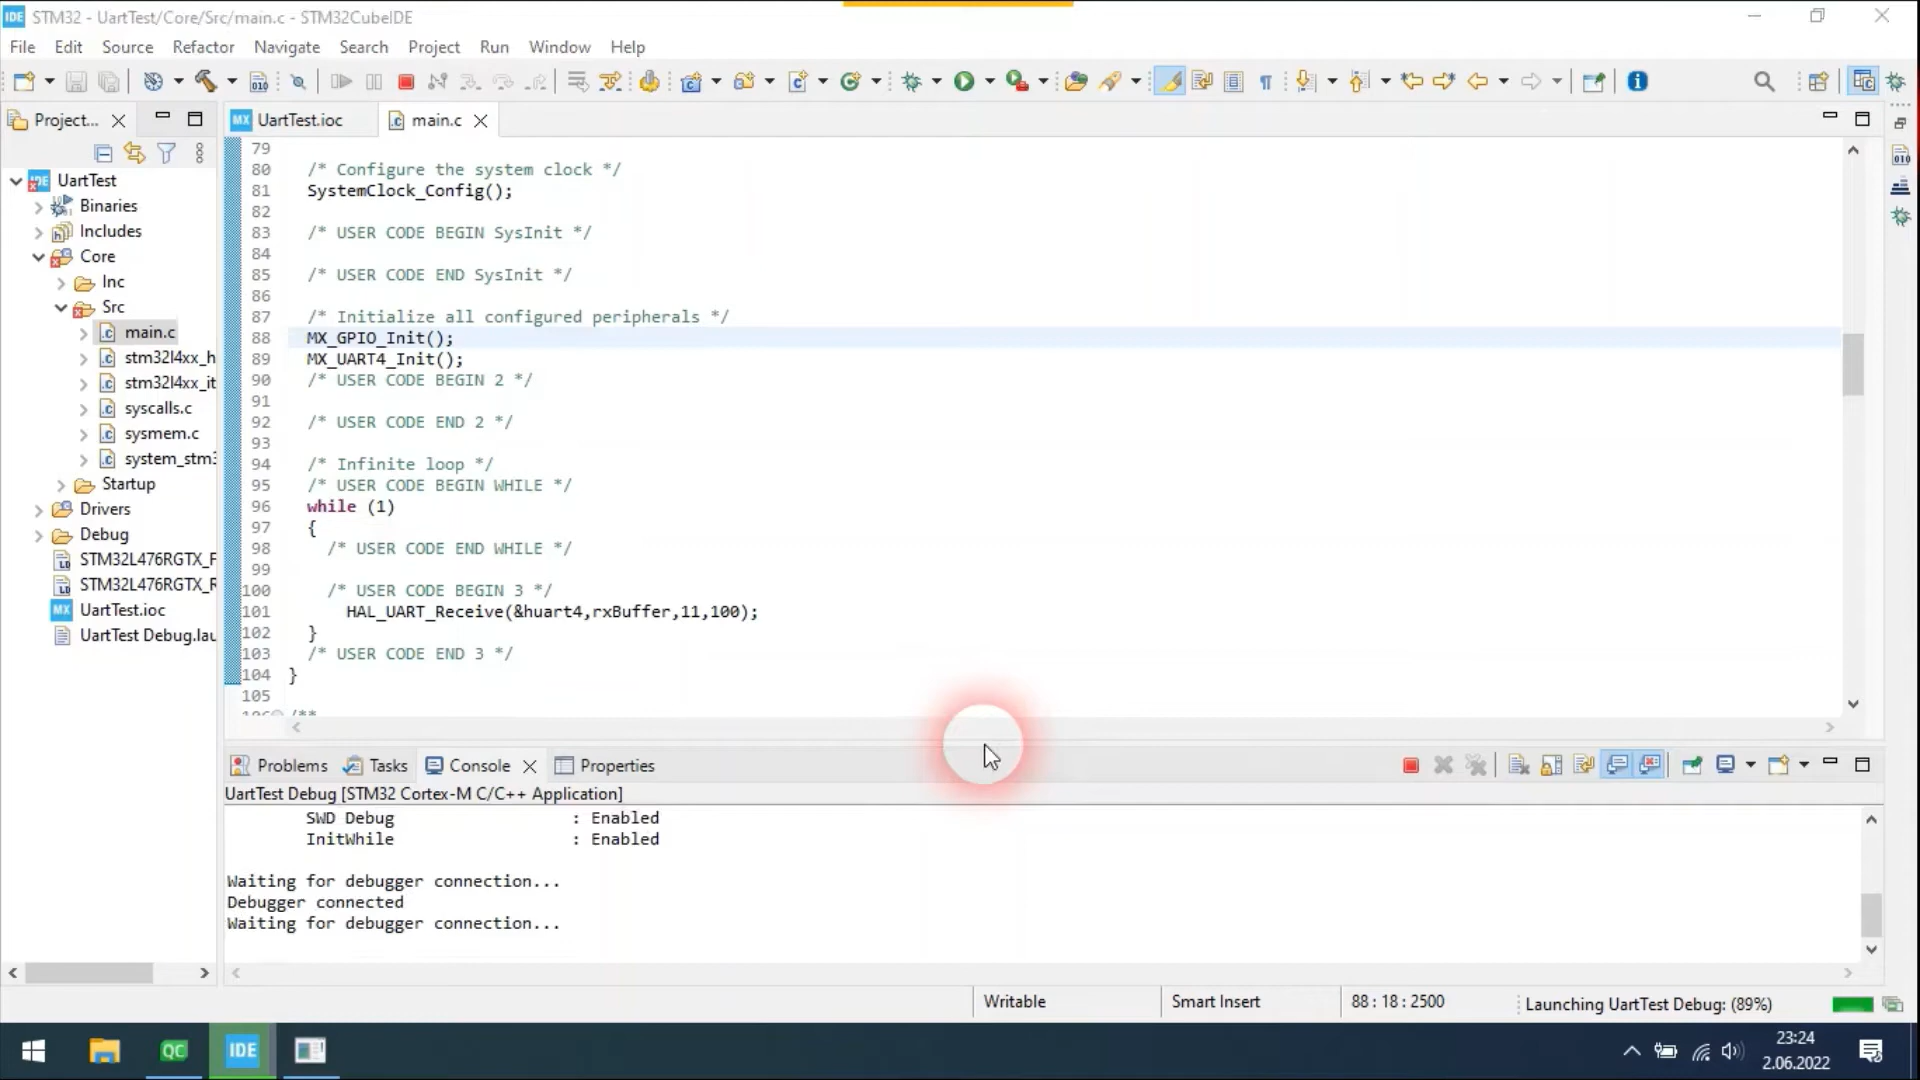 IDE STM32 - UartTest/Core/Src/main.c - STM32CubeIDE
File Edit Source Refactor Navigate Search Project Run Window Help
Project...
MX UartTest.ioc
.c main.c
UartTest
Binaries
Includes
Core
Inc
Src
main.c
stm32l4xx_h
stm32l4xx_it
syscalls.c
sysmem.c
system_stm3
Startup
Drivers
Debug
STM32L476RGTX_F
STM32L476RGTX_R
MX UartTest.ioc
UartTest Debug.lau
79
80 /* Configure the system clock */
81 SystemClock_Config();
82
83 /* USER CODE BEGIN SysInit */
84
85 /* USER CODE END SysInit */
86
87 /* Initialize all configured peripherals */
88 MX_GPIO_Init();
89 MX_UART4_Init();
90 /* USER CODE BEGIN 2 */
91
92 /* USER CODE END 2 */
93
94 /* Infinite loop */
95 /* USER CODE BEGIN WHILE */
96 while (1)
97 {
98 /* USER CODE END WHILE */
99
100 /* USER CODE BEGIN 3 */
101 HAL_UART_Receive(&huart4,rxBuffer,11,100);
102 }
103 /* USER CODE END 3 */
104 }
105
106 /**
Problems Tasks Console Properties
UartTest Debug [STM32 Cortex-M C/C++ Application]
SWD Debug : Enabled
InitWhile : Enabled
Waiting for debugger connection...
Debugger connected
Waiting for debugger connection...
Writable Smart Insert 88 : 18 : 2500 Launching UartTest Debug: (89%)
QC IDE
23:24
2.06.2022